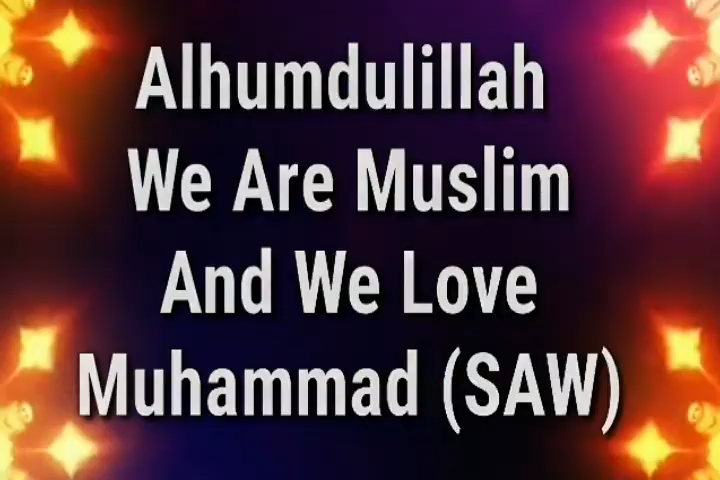 Alhumdulillah
We Are Muslim
And We Love
Muhammad (SAW)